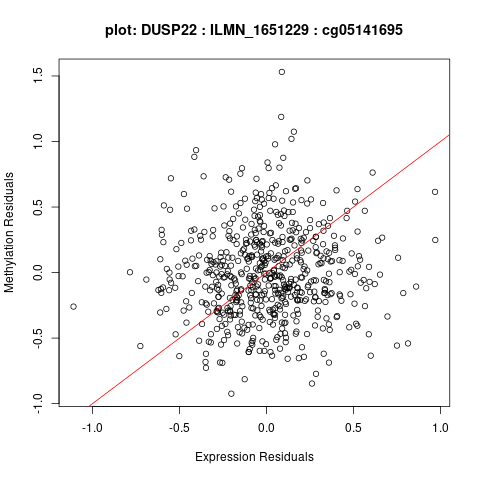 plot: DUSP22 : ILMN_1651229 : cg05141695
1.5
1.0
0.5
0.0
-0.5
-1.0
Methylation Residuals
-1.0 -0.5 0.0 0.5 1.0
Expression Residuals